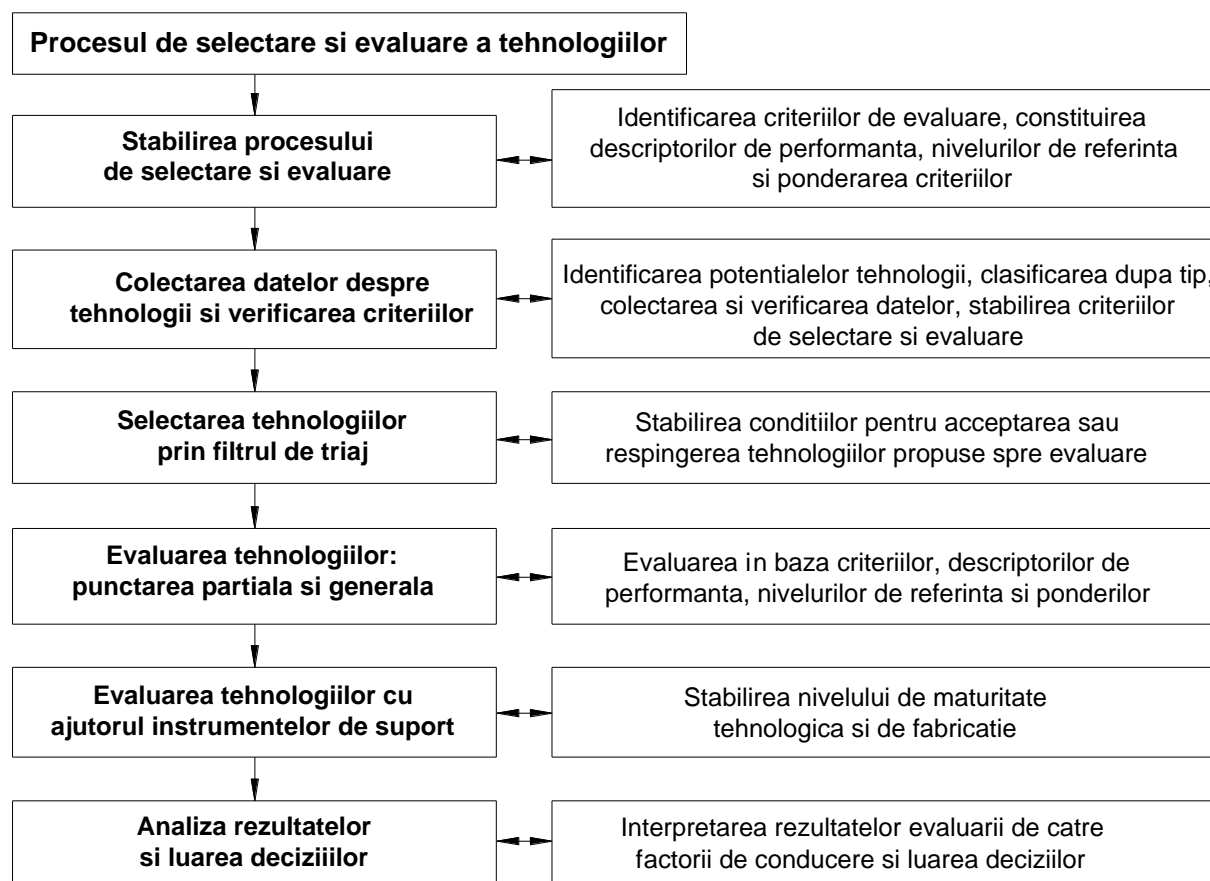 Procesul de selectare si evaluare a tehnologiilor
Stabilirea procesului
de selectare si evaluare
Identificarea criteriilor de evaluare, constituirea
descriptorilor de performanta, nivelurilor de referinta
si ponderarea criteriilor
Colectarea datelor despre
tehnologii si verificarea criteriilor
Identificarea potentialelor tehnologii, clasificarea dupa tip,
colectarea si verificarea datelor, stabilirea criteriilor
de selectare si evaluare
Selectarea tehnologiilor
prin filtrul de triaj
Stabilirea conditiilor pentru acceptarea sau
respingerea tehnologiilor propuse spre evaluare
Evaluarea tehnologiilor:
punctarea partiala si generala
Evaluarea in baza criteriilor, descriptorilor de
performanta, nivelurilor de referinta si ponderilor
Evaluarea tehnologiilor cu
ajutorul instrumentelor de suport
Stabilirea nivelului de maturitate
tehnologica si de fabricatie
Analiza rezultatelor
si luarea deciziiilor
Interpretarea rezultatelor evaluarii de catre
factorii de conducere si luarea deciziilor